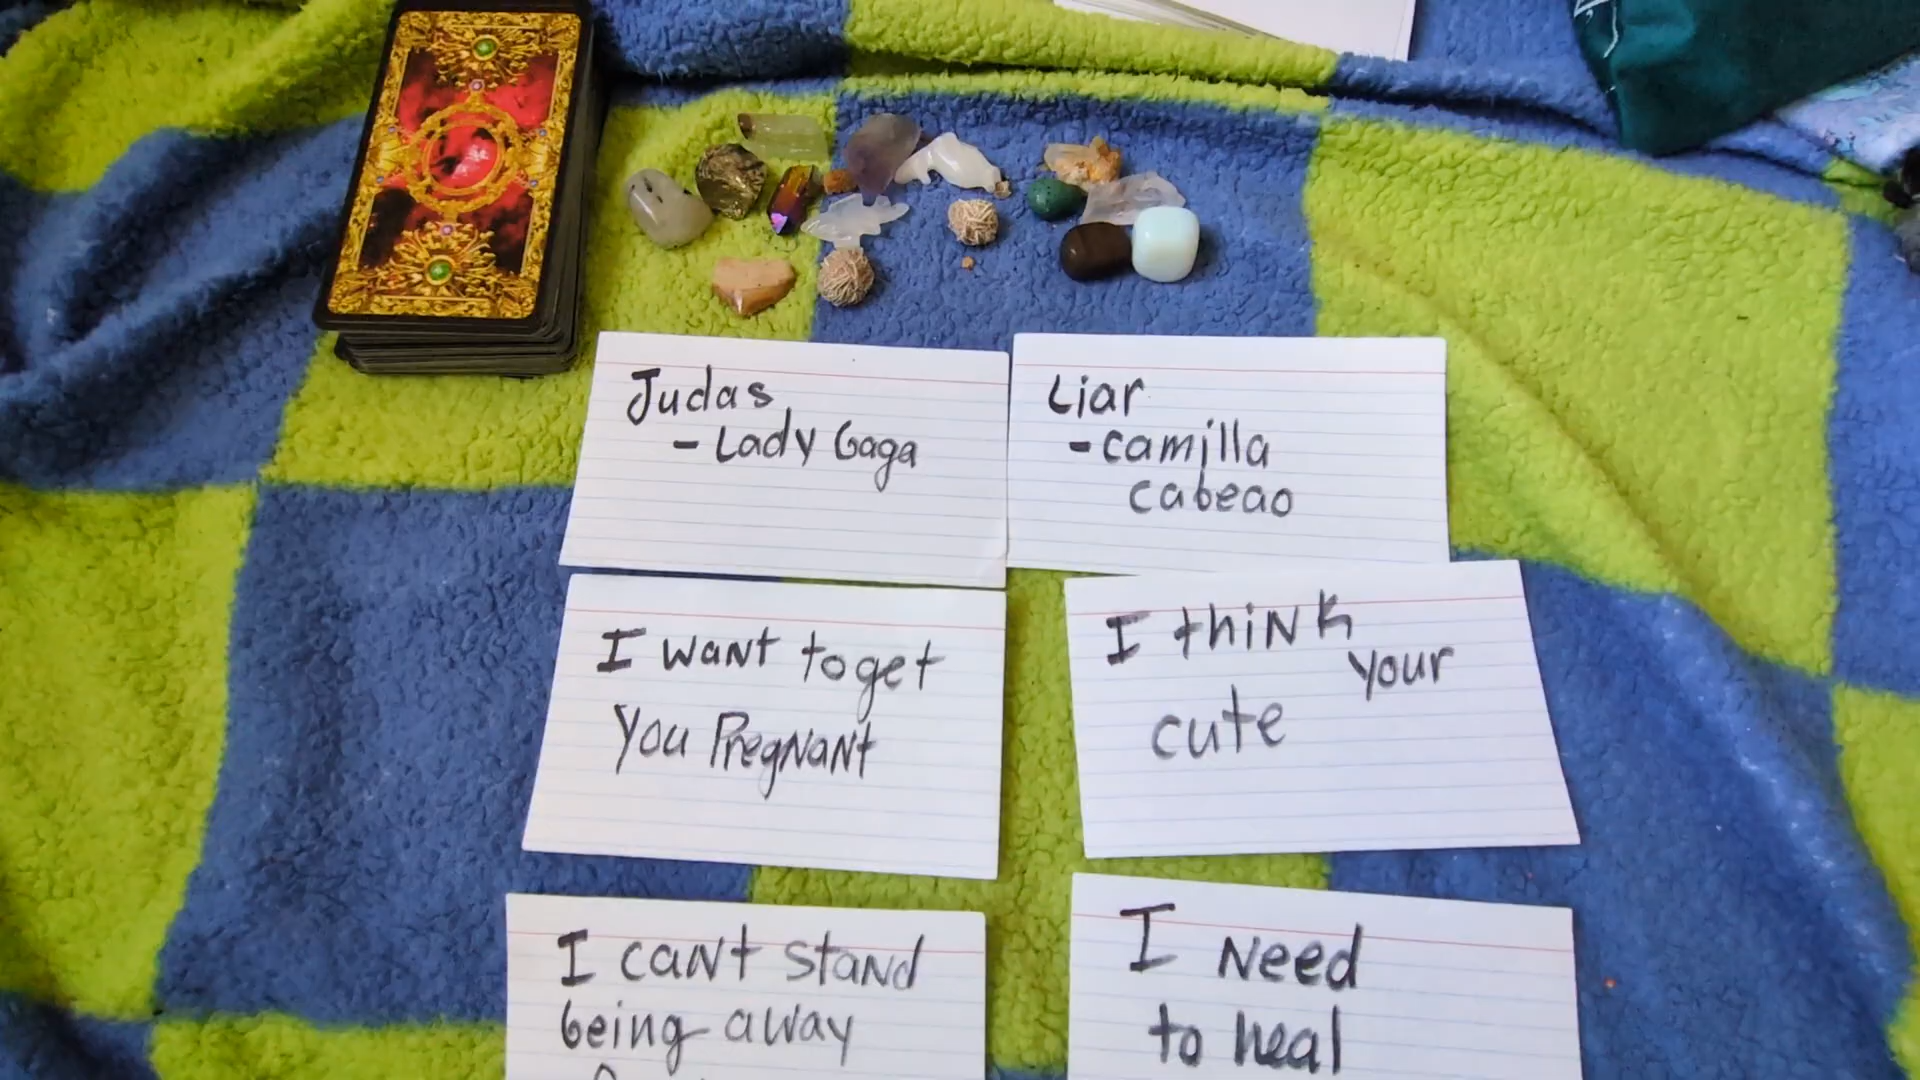 Judas
- Lady Gaga
Liar
- camilla
cabeao
I want to get
you Pregnant
I think
your
cute
I can't stand
being away
I need
to heal